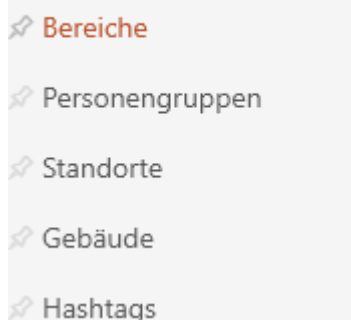 Bereiche
Personengruppen
Standorte
Gebäude
Hashtags